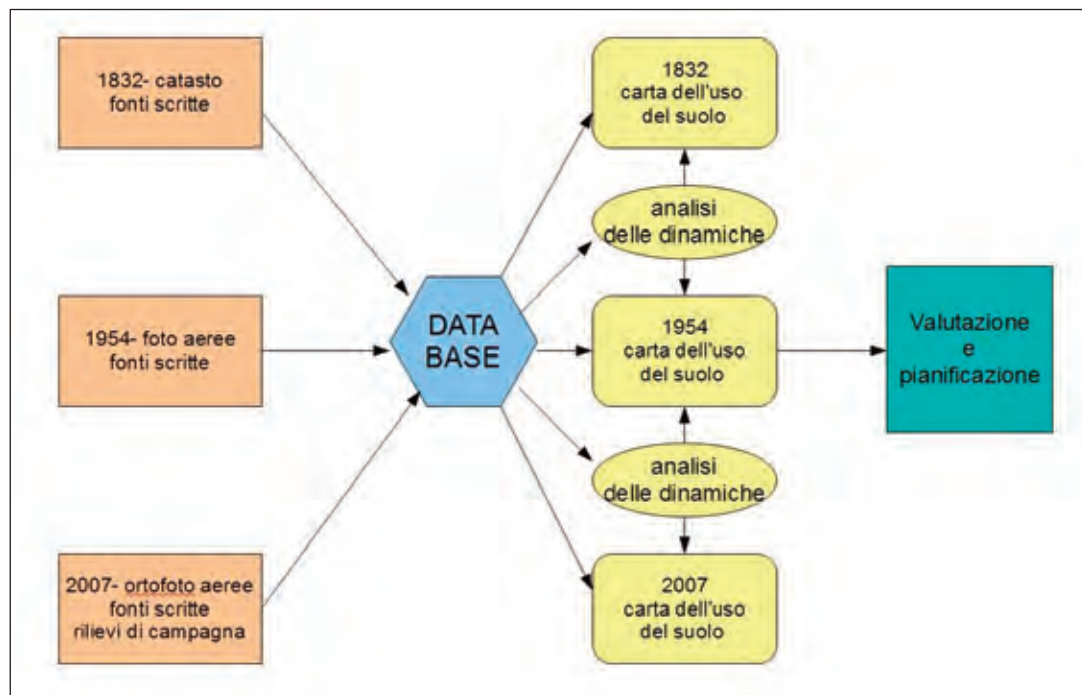 1832- catasto
fonti scritte
1954- foto aeree
fonti scritte
2007- ortofoto aeree
fonti scritte
rilievi di campagna
DATA
BASE
1832
carta dell'uso
del suolo
analisi
delle dinamiche
1954
carta dell'uso
del suolo
analisi
delle dinamiche
2007
carta dell'uso
del suolo
Valutazione
e
pianificazione